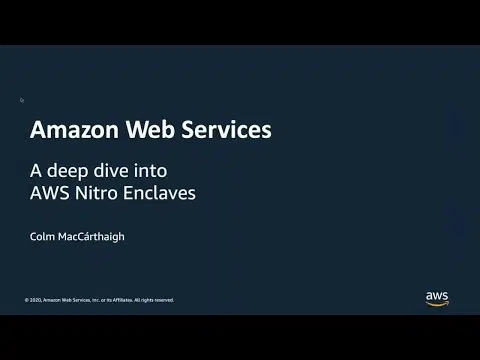 Amazon Web Services
A deep dive into
AWS Nitro Enclaves
Colm MacCárthaigh
© 2020, Amazon Web Services, Inc. or its Affiliates. All rights reserved.
aws